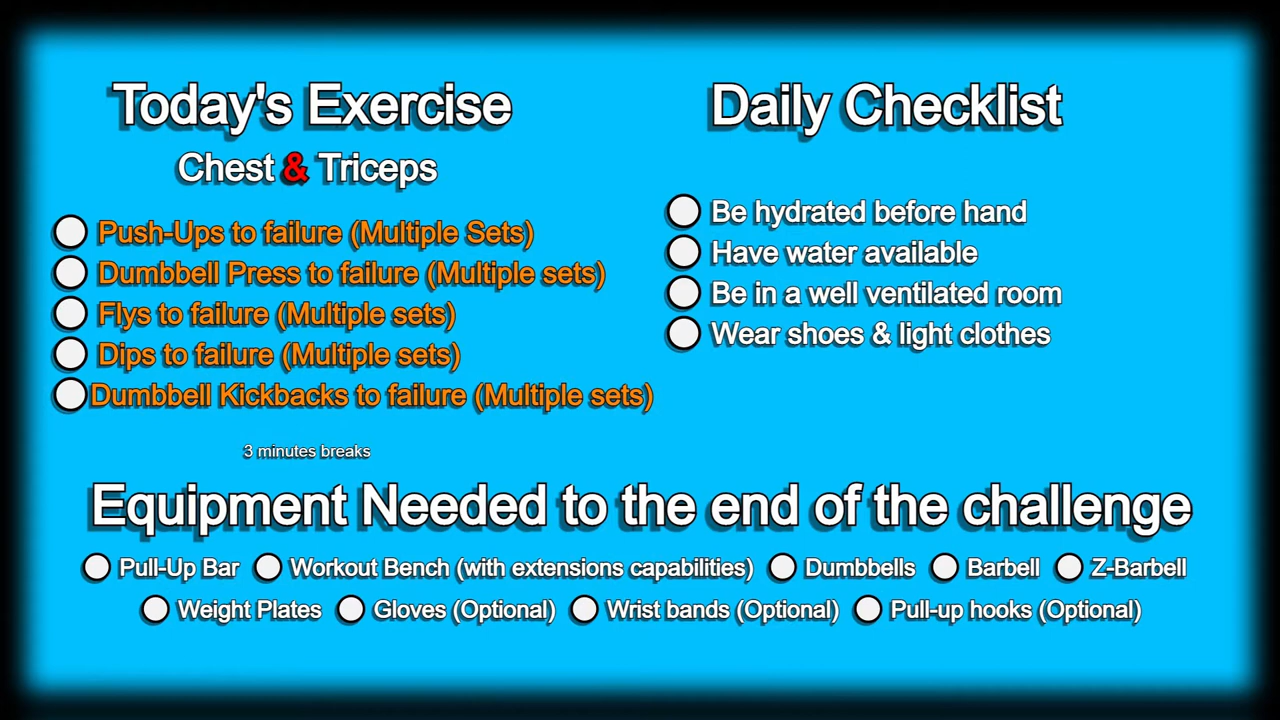 Today's Exercise
Chest & Triceps
Push-Ups to failure (Multiple Sets)
Dumbbell Press to failure (Multiple sets)
Flys to failure (Multiple sets)
Dips to failure (Multiple sets)
Dumbbell Kickbacks to failure (Multiple sets)
3 minutes breaks
Daily Checklist
Be hydrated before hand
Have water available
Be in a well ventilated room
Wear shoes & light clothes
Equipment Needed to the end of the challenge
Pull-Up Bar Workout Bench (with extensions capabilities) Dumbbells Barbell Z-Barbell
Weight Plates Gloves (Optional) Wrist bands (Optional) Pull-up hooks (Optional)